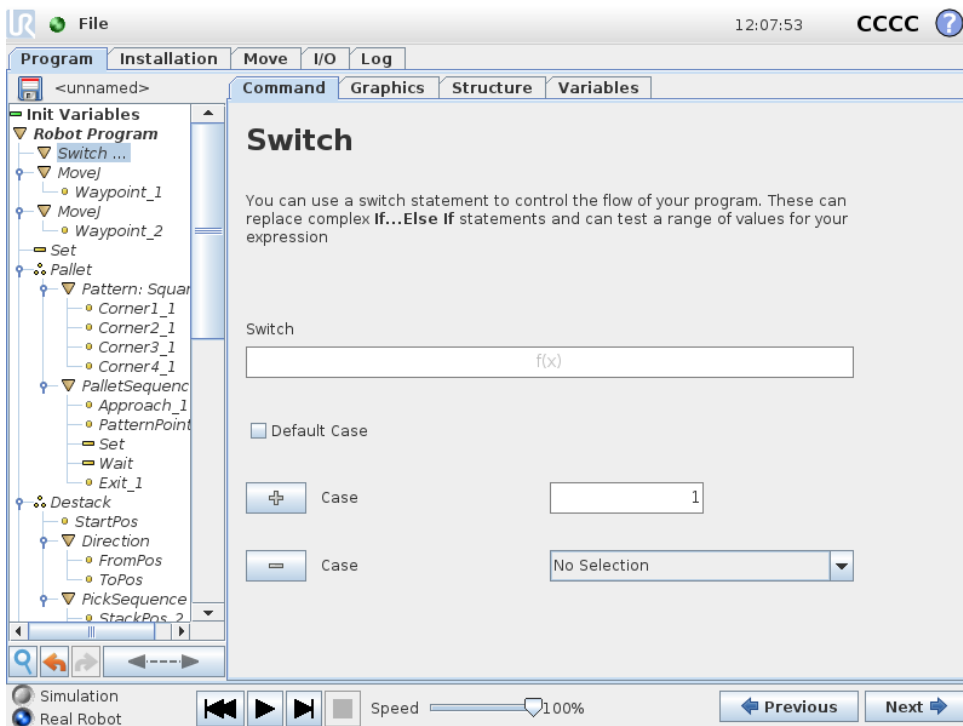 UR File 12:07:53 CCCC ?
Program Installation Move I/O Log
<unnamed>
Command Graphics Structure Variables
Init Variables
Robot Program
Switch ...
MoveJ
Waypoint_1
MoveJ
Waypoint_2
Set
Pallet
Pattern: Squar
Corner1_1
Corner2_1
Corner3_1
Corner4_1
PalletSequenc
Approach_1
PatternPoint
Set
Wait
Exit_1
Destack
StartPos
Direction
FromPos
ToPos
PickSequence
StackPos_2
Switch
You can use a switch statement to control the flow of your program. These can
replace complex If...Else If statements and can test a range of values for your
expression
Switch
f(x)
Default Case
Case 1
Case No Selection
Simulation
Real Robot
Speed 100%
Previous Next